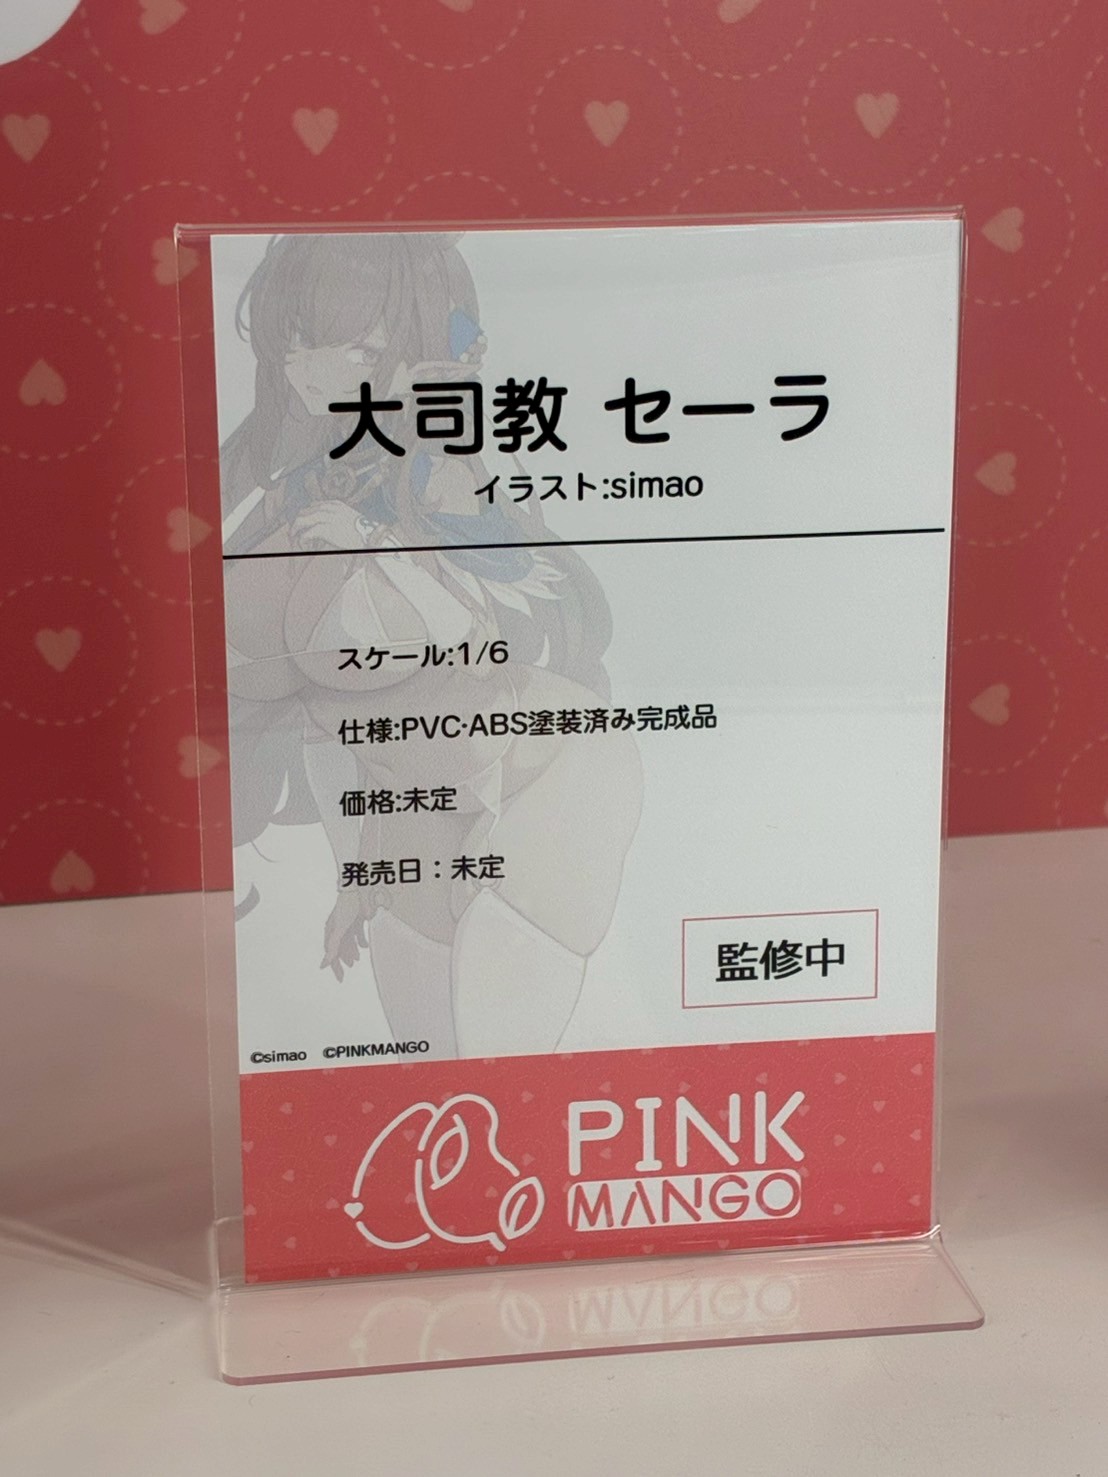 大司教 セーラ
イラスト:simao
スケール:1/6
仕様:PVC・ABS塗装済み完成品
価格:未定
発売日：未定
監修中
©simao ©PINKMANGO
PINK
MANGO